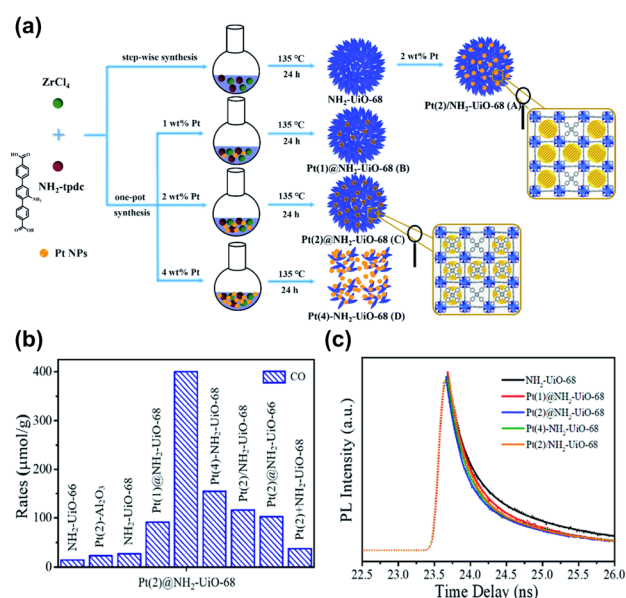 (a)
ZrCl4
+
NH2-tpdc
HO
O
NH2
O
OH
Pt NPs
step-wise synthesis
one-pot
synthesis
135 °C
24 h
NH2-UiO-68
2 wt% Pt
Pt(2)/NH2-UiO-68 (A)
1 wt% Pt
135 °C
24 h
Pt(1)@NH2-UiO-68 (B)
2 wt% Pt
135 °C
24 h
Pt(2)@NH2-UiO-68 (C)
4 wt% Pt
135 °C
24 h
Pt(4)-NH2-UiO-68 (D)
(b)
Rates (μmol/g)
400
300
200
100
0
CO
NH2-UiO-66
Pt(2)-Al2O3
NH2-UiO-68
Pt(1)@NH2-UiO-68
Pt(4)-NH2-UiO-68
Pt(2)/NH2-UiO-68
Pt(2)@NH2-UiO-66
Pt(2)+NH2-UiO-68
Pt(2)@NH2-UiO-68
(c)
PL Intensity (a.u.)
NH2-UiO-68
Pt(1)@NH2-UiO-68
Pt(2)@NH2-UiO-68
Pt(4)-NH2-UiO-68
Pt(2)/NH2-UiO-68
22.5 23.0 23.5 24.0 24.5 25.0 25.5 26.0
Time Delay (ns)